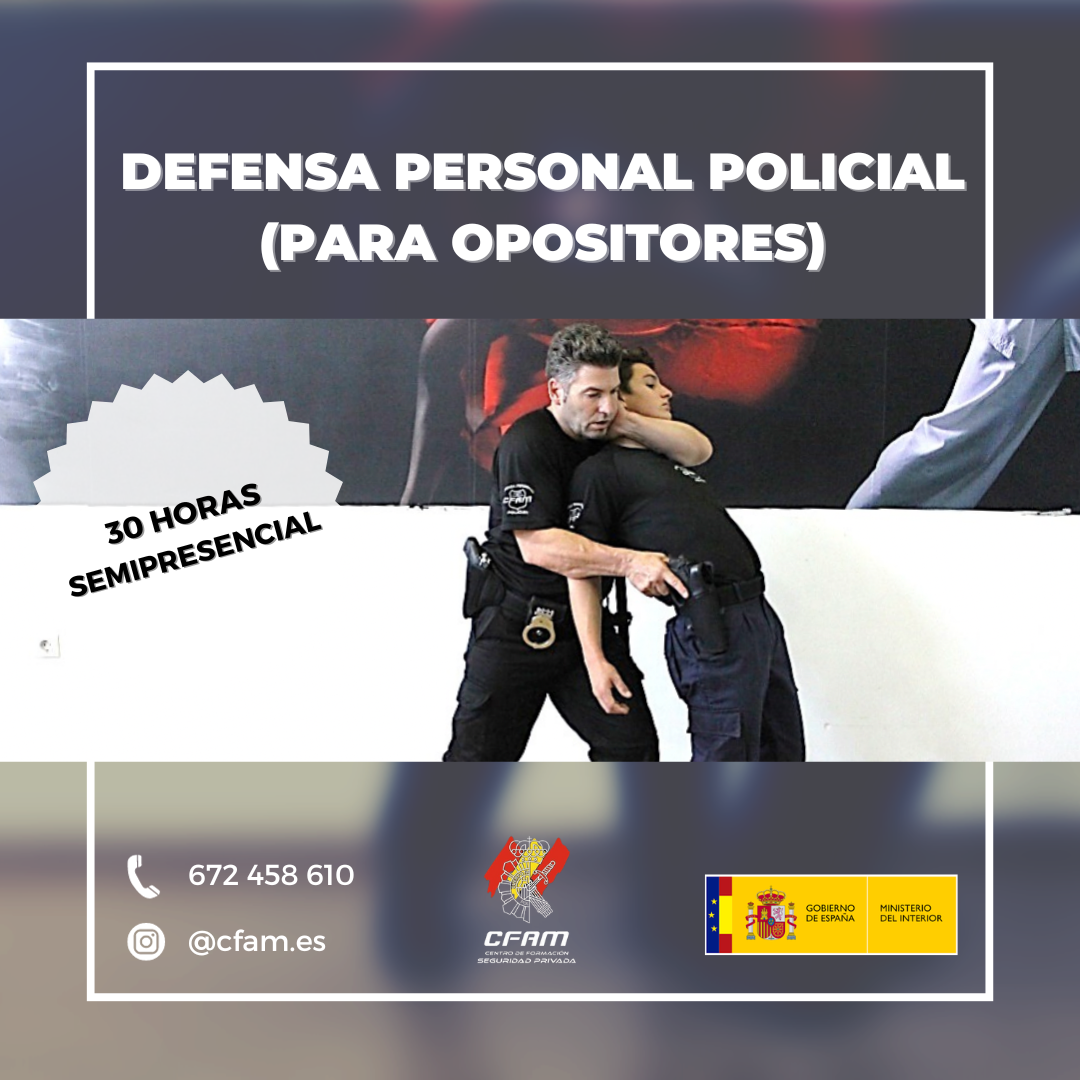 DEFENSA PERSONAL POLICIAL
(PARA OPOSITORES)
30 HORAS
SEMIPRESENCIAL
CFAM
672 458 610
@cfam.es
CFAM
CENTRO DE FORMACIÓN
SEGURIDAD PRIVADA
GOBIERNO
DE ESPAÑA
MINISTERIO
DEL INTERIOR